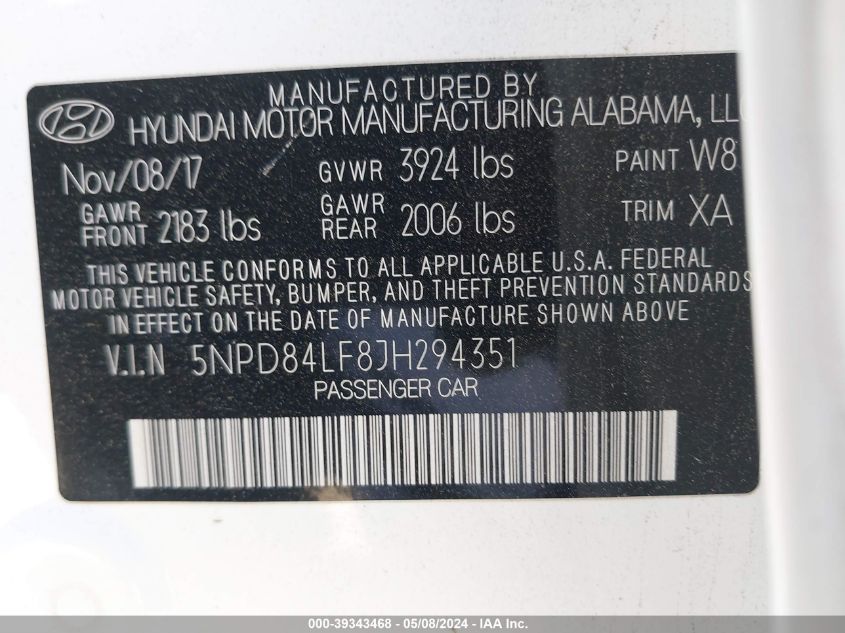 MANUFACTURED BY
HYUNDAI MOTOR MANUFACTURING ALABAMA, LLC
Nov/08/17 GVWR 3924 lbs PAINT W8
GAWR FRONT 2183 lbs GAWR REAR 2006 lbs TRIM XA
THIS VEHICLE CONFORMS TO ALL APPLICABLE U.S.A. FEDERAL
MOTOR VEHICLE SAFETY, BUMPER, AND THEFT PREVENTION STANDARDS
IN EFFECT ON THE DATE OF MANUFACTURE SHOWN ABOVE
V.I.N 5NPD84LF8JH294351
PASSENGER CAR
000-39343468 - 05/08/2024 - IAA Inc.